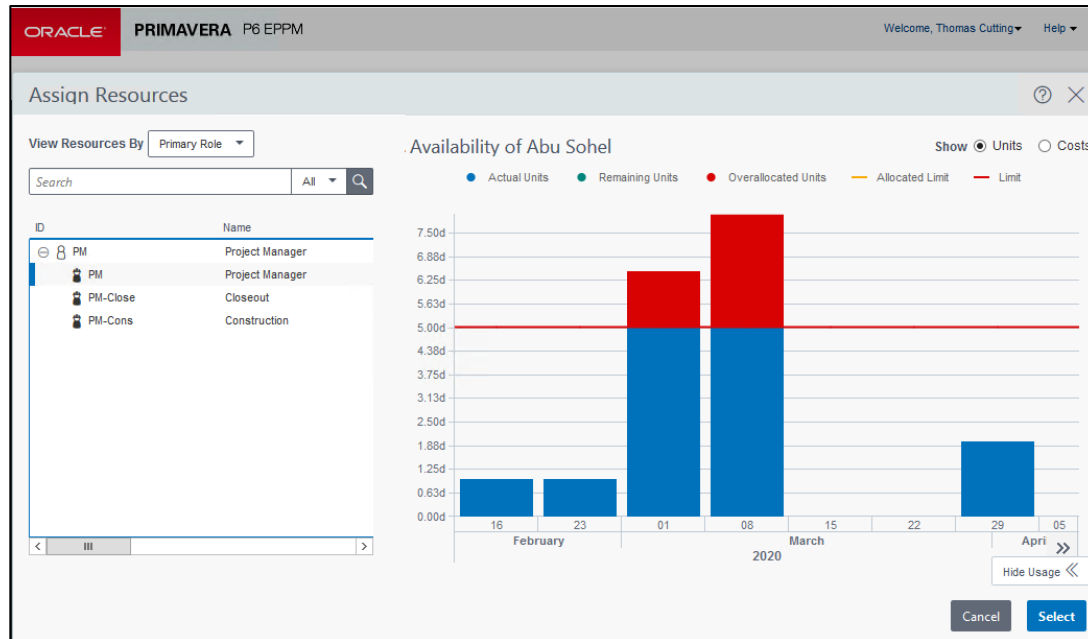 ORACLE PRIMAVERA P6 EPPM Welcome, Thomas Cutting Help
Assign Resources
View Resources By Primary Role
Search All
ID Name
PM Project Manager
PM Project Manager
PM-Close Closeout
PM-Cons Construction
Availability of Abu Sohel Show Units Costs
Actual Units Remaining Units Overallocated Units Allocated Limit Limit
7.50d
6.88d
6.25d
5.63d
5.00d
4.38d
3.75d
3.13d
2.50d
1.88d
1.25d
0.63d
0.00d
16 23 01 08 15 22 29 05
February March April
2020
Hide Usage
Cancel Select